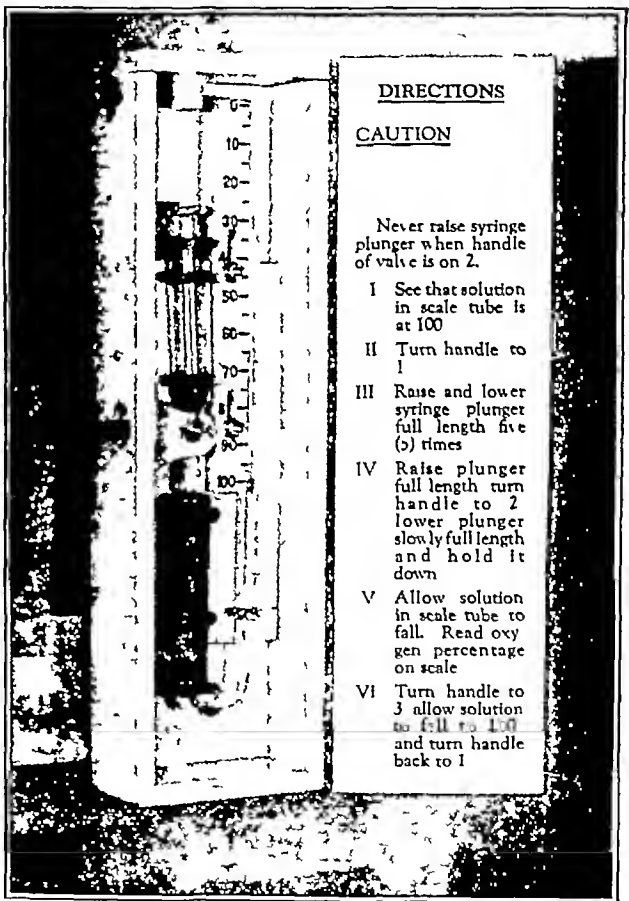 0
10
20
30
50
60
70
90
100
DIRECTIONS
CAUTION
Never raise syringe
plunger when handle
of valve is on 2.
I See that solution
in scale tube is
at 100
II Turn handle to
1
III Raise and lower
syringe plunger
full length five
(5) times
IV Raise plunger
full length turn
handle to 2
lower plunger
slowly full length
and hold it
down
V Allow solution
in scale tube to
fall. Read oxy
gen percentage
on scale
VI Turn handle to
3 allow solution
to fall to 100
and turn handle
back to 1